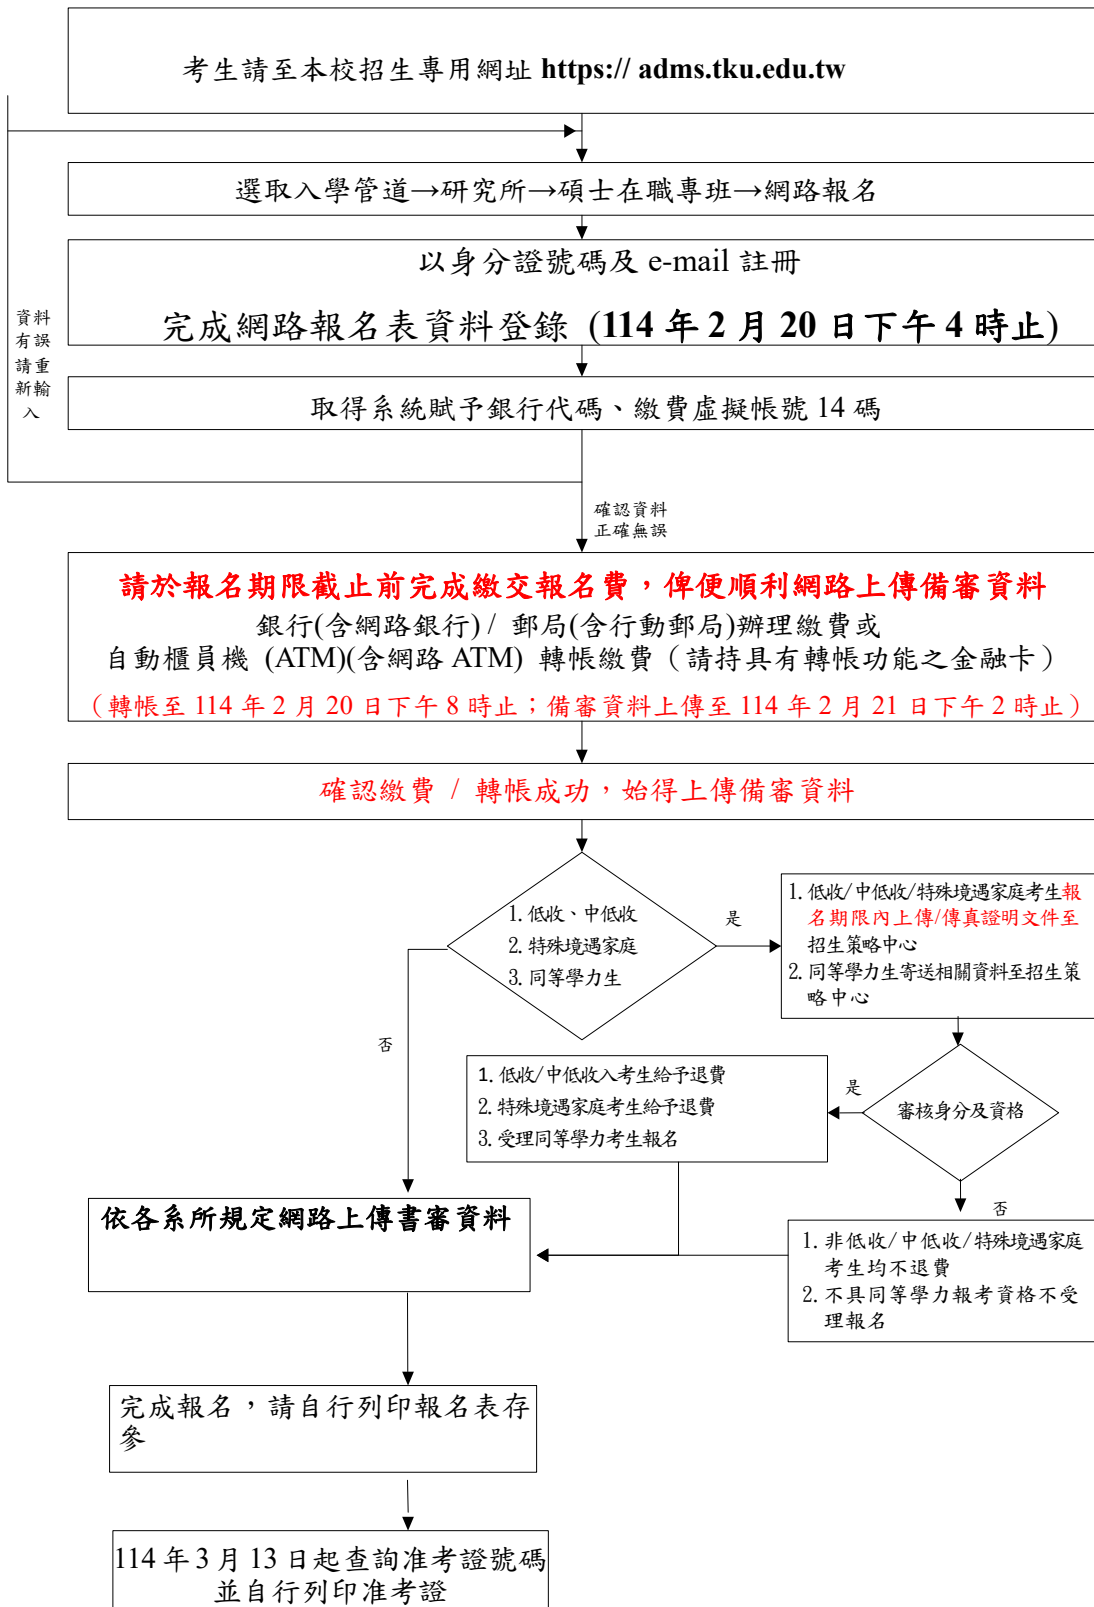 考生請至本校招生專用網址 https:// adms.tku.edu.tw
選取入學管道→研究所→碩士在職專班→網路報名
以身分證號碼及 e-mail 註冊
完成網路報名表資料登錄 (114 年 2 月 20 日下午 4 時止)
資料
有誤
請重
新輸
入
取得系統賦予銀行代碼、繳費虛擬帳號 14 碼
確認資料
正確無誤
請於報名期限截止前完成繳交報名費，俾便順利網路上傳備審資料
銀行(含網路銀行) / 郵局(含行動郵局)辦理繳費或
自動櫃員機 (ATM)(含網路 ATM) 轉帳繳費（請持具有轉帳功能之金融卡）
（轉帳至 114 年 2 月 20 日下午 8 時止；備審資料上傳至 114 年 2 月 21 日下午 2 時止）
確認繳費 / 轉帳成功，始得上傳備審資料
1. 低收、中低收
2. 特殊境遇家庭
3. 同等學力生
是
1. 低收/中低收/特殊境遇家庭考生報
名期限內上傳/傳真證明文件至
招生策略中心
2. 同等學力生寄送相關資料至招生策
略中心
否
1. 低收/中低收入考生給予退費
2. 特殊境遇家庭考生給予退費
3. 受理同等學力考生報名
是
審核身分及資格
否
依各系所規定網路上傳書審資料
1. 非低收/中低收/特殊境遇家庭
考生均不退費
2. 不具同等學力報考資格不受
理報名
完成報名，請自行列印報名表存
參
114 年 3 月 13 日起查詢准考證號碼
並自行列印准考證